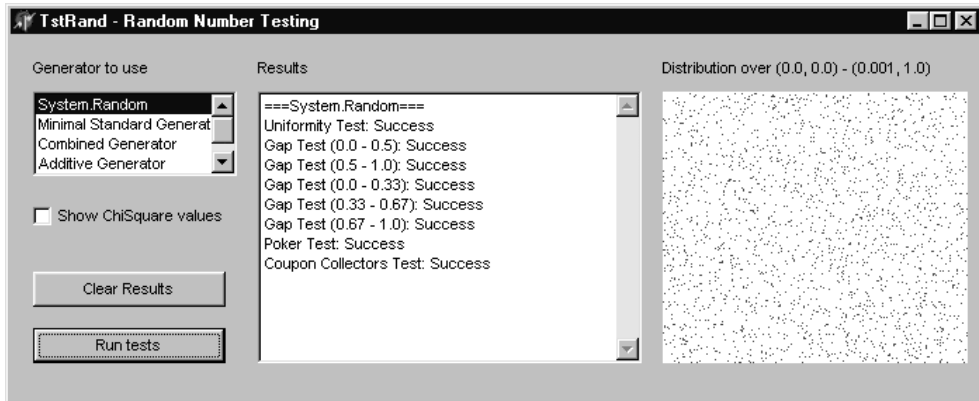 TstRand - Random Number Testing
Generator to use
System.Random
Minimal Standard Generat
Combined Generator
Additive Generator
Show ChiSquare values
Clear Results
Run tests
Results
===System.Random===
Uniformity Test: Success
Gap Test (0.0 - 0.5): Success
Gap Test (0.5 - 1.0): Success
Gap Test (0.0 - 0.33): Success
Gap Test (0.33 - 0.67): Success
Gap Test (0.67 - 1.0): Success
Poker Test: Success
Coupon Collectors Test: Success
Distribution over (0.0, 0.0) - (0.001, 1.0)